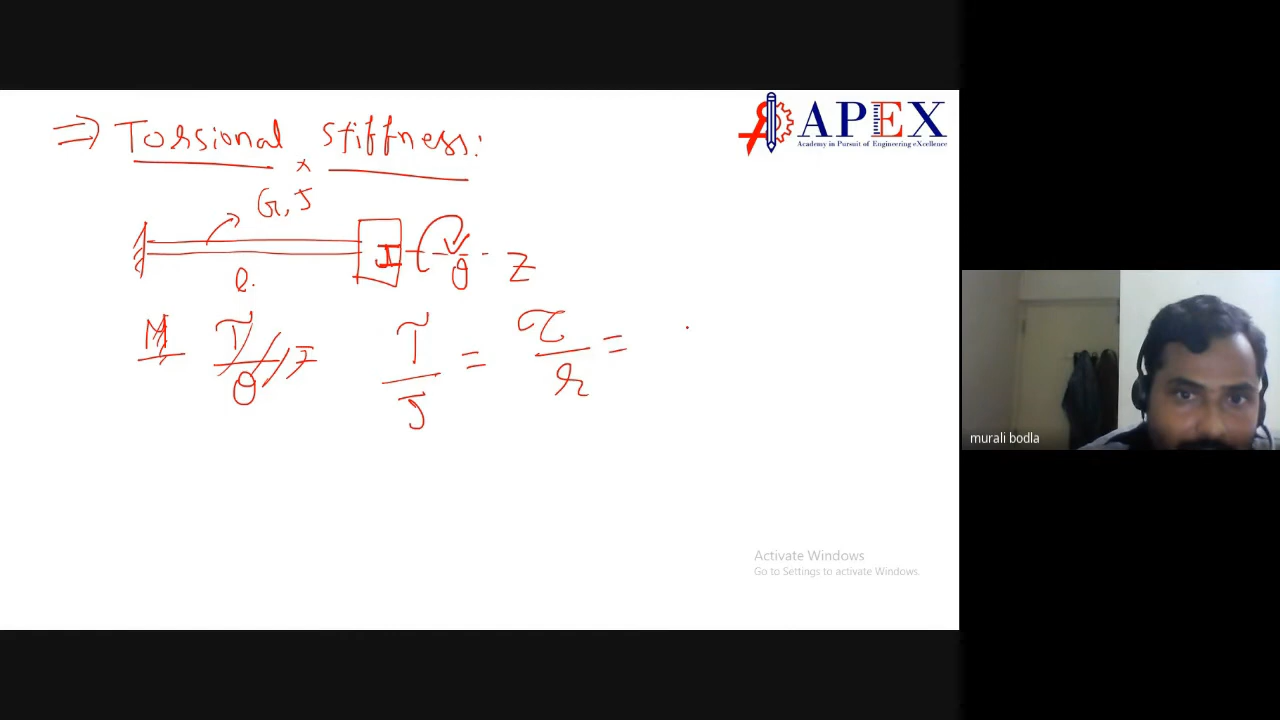 ⇒ Torsional stiffness:
APEX
Academy in Pursuit of Engineering eXcellence
G, J
I
θ
Z
l.
M T/θ T/J = τ/r =
murali bodla
Activate Windows
Go to Settings to activate Windows.